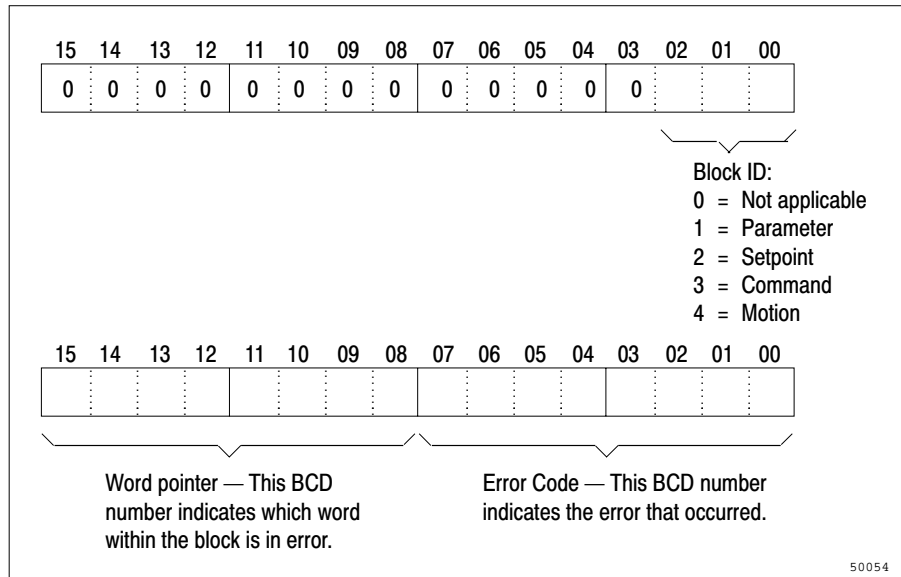 15 14 13 12 11 10 09 08 07 06 05 04 03 02 01 00
0 0 0 0 0 0 0 0 0 0 0 0 0
Block ID:
0 = Not applicable
1 = Parameter
2 = Setpoint
3 = Command
4 = Motion
15 14 13 12 11 10 09 08 07 06 05 04 03 02 01 00
Word pointer — This BCD
number indicates which word
within the block is in error.
Error Code — This BCD number
indicates the error that occurred.
50054